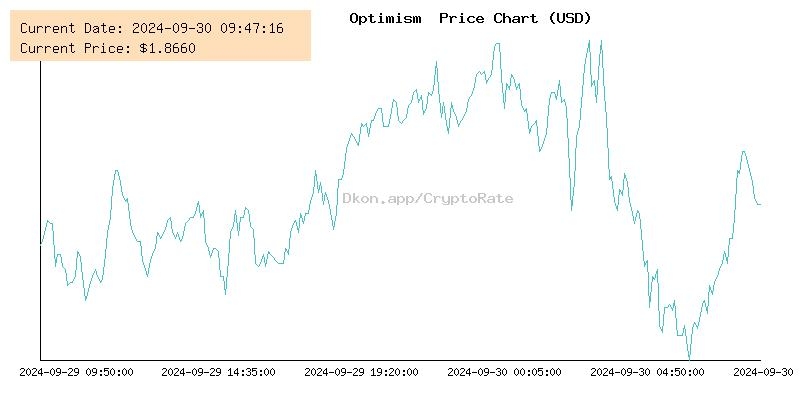 Optimism  Price Chart (USD)
Current Date: 2024-09-30 09:47:16
Current Price: $1.8660
Dkon.app/CryptoRate
2024-09-29 09:50:00 2024-09-29 14:35:00 2024-09-29 19:20:00 2024-09-30 00:05:00 2024-09-30 04:50:00 2024-09-30